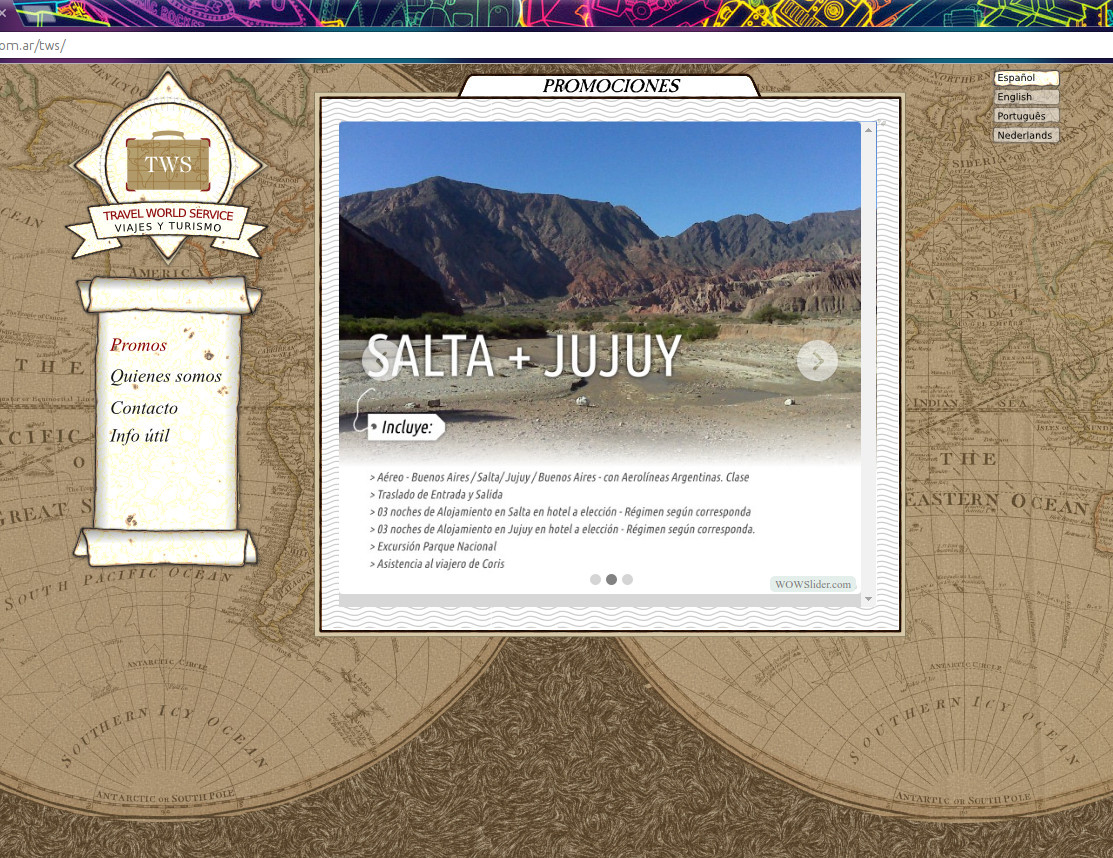 om.ar/tws/
PROMOCIONES
Español
English
Português
Nederlands
TWS
TRAVEL WORLD SERVICE
VIAJES Y TURISMO
Promos
Quienes somos
Contacto
Info útil
SALTA + JUJUY
Incluye:
> Aéreo - Buenos Aires / Salta/ Jujuy / Buenos Aires - con Aerolíneas Argentinas. Clase
> Traslado de Entrada y Salida
> 03 noches de Alojamiento en Salta en hotel a elección - Régimen según corresponda
> 03 noches de Alojamiento en Jujuy en hotel a elección - Régimen según corresponda.
> Excursión Parque Nacional
> Asistencia al viajero de Coris
WOWSlider.com
AMERICA
THE
PACIFIC
GREAT S
SOUTH PACIFIC OCEAN
SIBERIA
INDIA
INDIAN SEA
THE
EASTERN OCEAN
ANTARCTIC CIRCLE
SOUTHERN ICY OCEAN
ANTARCTIC OR SOUTH POLE
ANTARCTIC CIRCLE
SOUTHERN ICY OCEAN
ANTARCTIC OR SOUTH POLE